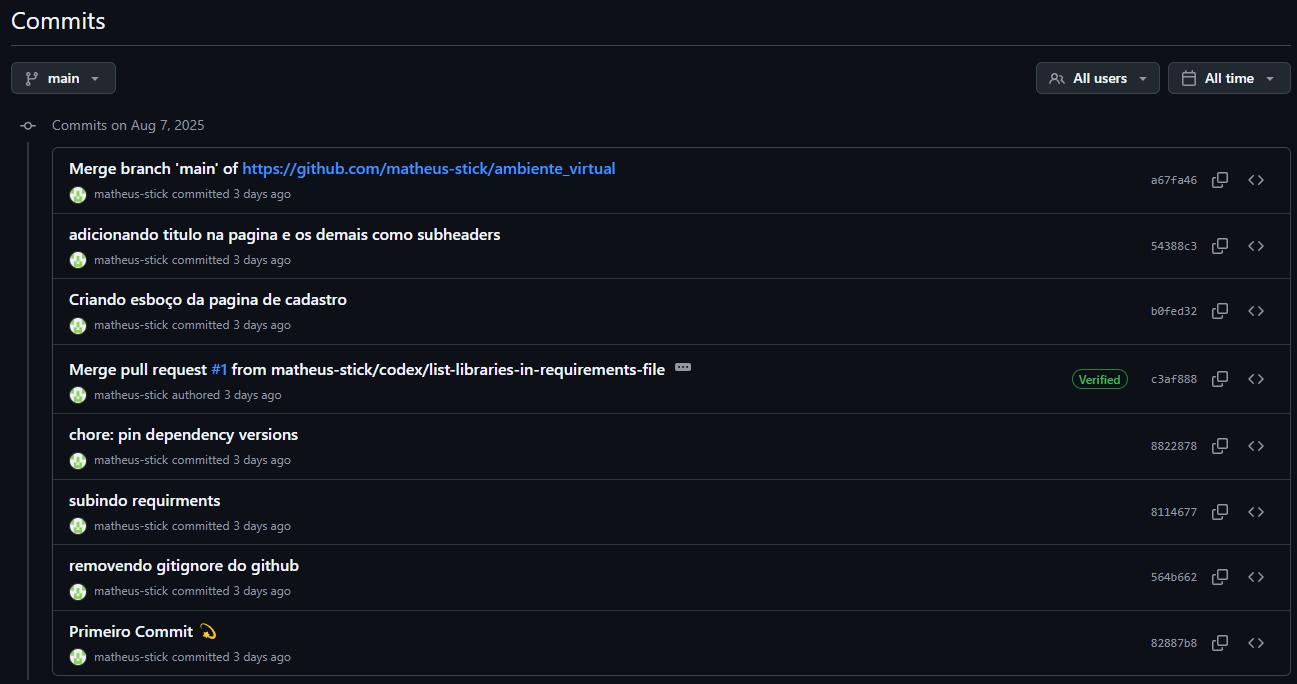 Commits
main
All users
All time
Commits on Aug 7, 2025
Merge branch 'main' of https://github.com/matheus-stick/ambiente_virtual
matheus-stick committed 3 days ago
a67fa46
adicionando titulo na pagina e os demais como subheaders
matheus-stick committed 3 days ago
54388c3
Criando esboço da pagina de cadastro
matheus-stick committed 3 days ago
b0fed32
Merge pull request #1 from matheus-stick/codex/list-libraries-in-requirements-file
matheus-stick authored 3 days ago
Verified
c3af888
chore: pin dependency versions
matheus-stick committed 3 days ago
8822878
subindo requirments
matheus-stick committed 3 days ago
8114677
removendo gitignore do github
matheus-stick committed 3 days ago
564b662
Primeiro Commit 💫
matheus-stick committed 3 days ago
82887b8